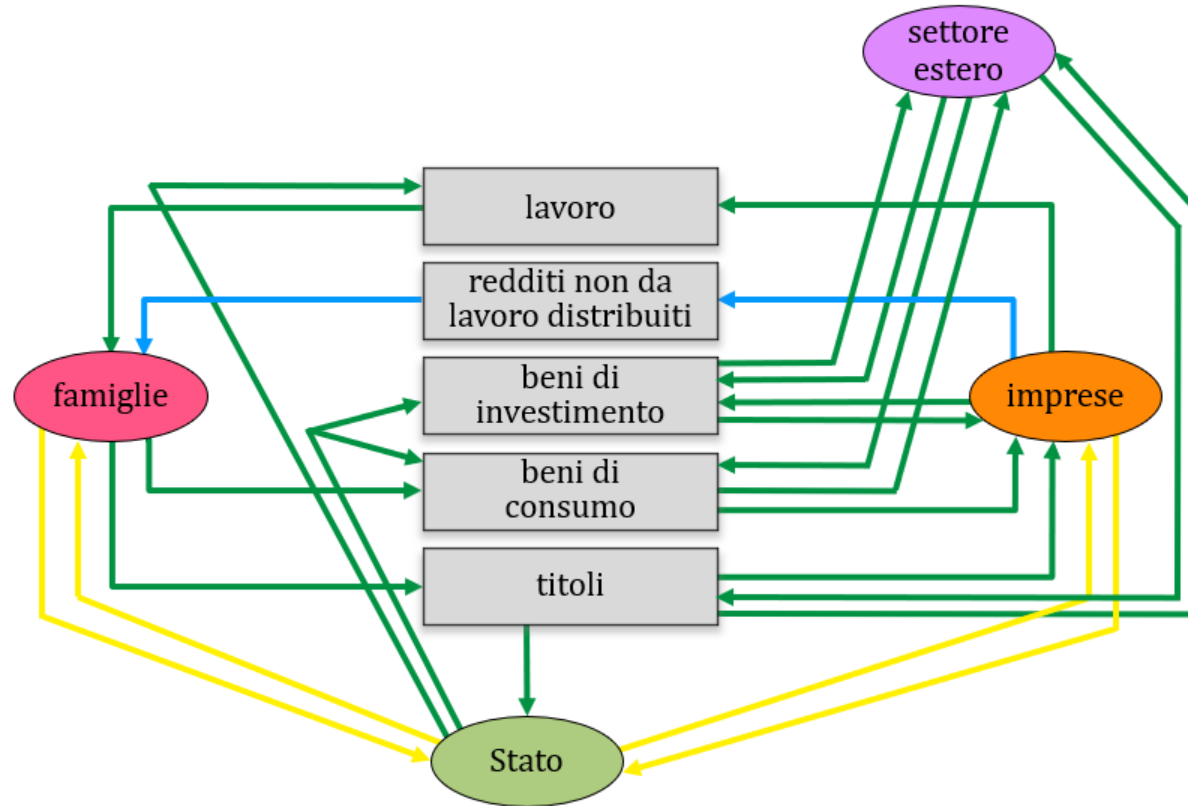 settore
estero
lavoro
redditi non da
lavoro distribuiti
famiglie
beni di
investimento
imprese
beni di
consumo
titoli
Stato